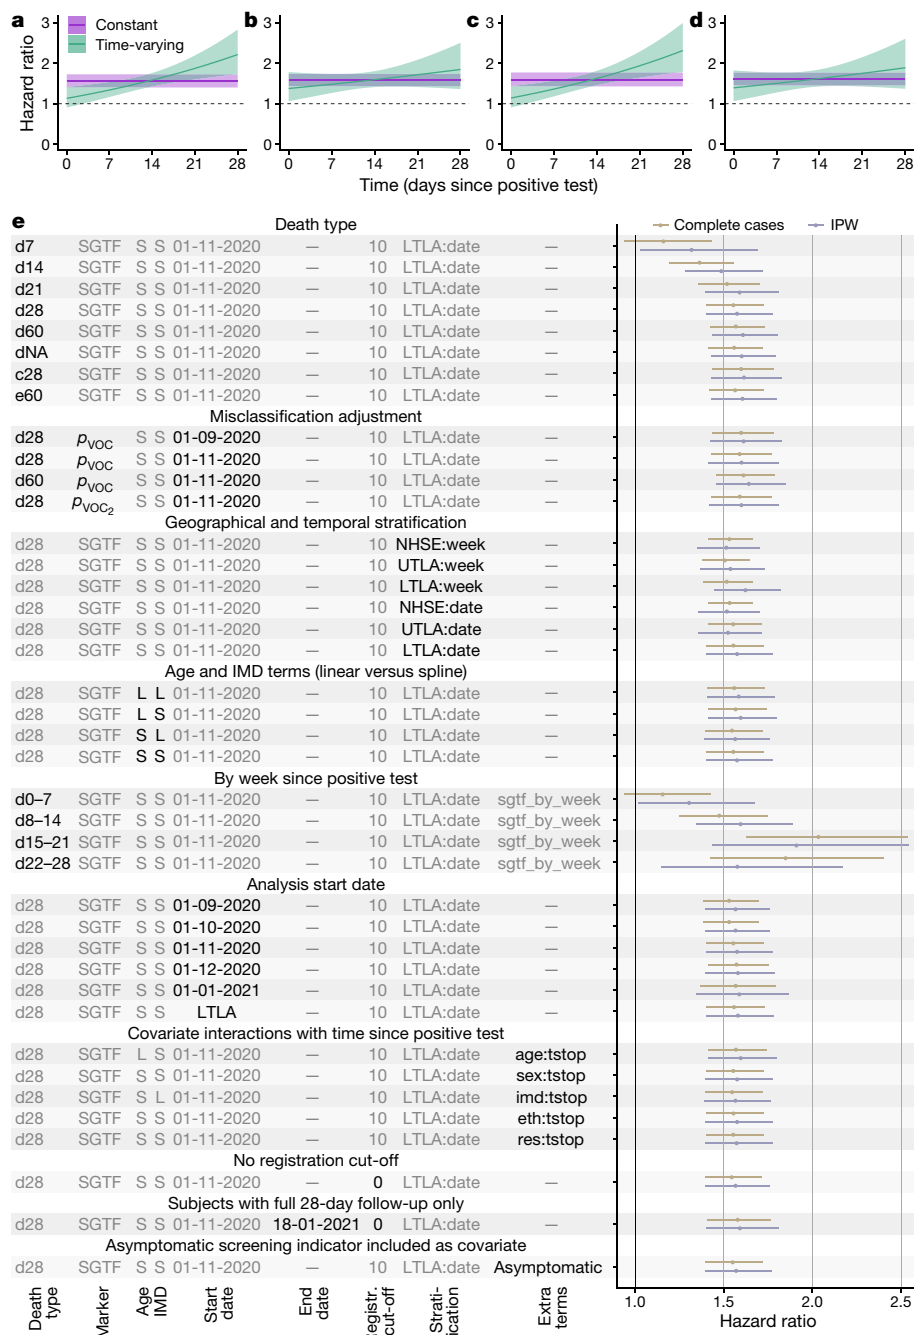 a b c d
3 3 3 3
Constant
Time-varying
2 2 2 2
Hazard ratio
1 1 1 1
0 0 0 0
0 7 14 21 28 0 7 14 21 28 0 7 14 21 28 0 7 14 21 28
Time (days since positive test)
e Death type Complete cases IPW
d7 SGTF S S 01-11-2020 — 10 LTLA:date —
d14 SGTF S S 01-11-2020 — 10 LTLA:date —
d21 SGTF S S 01-11-2020 — 10 LTLA:date —
d28 SGTF S S 01-11-2020 — 10 LTLA:date —
d60 SGTF S S 01-11-2020 — 10 LTLA:date —
dNA SGTF S S 01-11-2020 — 10 LTLA:date —
c28 SGTF S S 01-11-2020 — 10 LTLA:date —
e60 SGTF S S 01-11-2020 — 10 LTLA:date —
Misclassification adjustment
d28 pVOC S S 01-09-2020 — 10 LTLA:date —
d28 pVOC S S 01-11-2020 — 10 LTLA:date —
d60 pVOC S S 01-11-2020 — 10 LTLA:date —
d28 pVOC2 S S 01-11-2020 — 10 LTLA:date —
Geographical and temporal stratification
d28 SGTF S S 01-11-2020 — 10 NHSE:week —
d28 SGTF S S 01-11-2020 — 10 UTLA:week —
d28 SGTF S S 01-11-2020 — 10 LTLA:week —
d28 SGTF S S 01-11-2020 — 10 NHSE:date —
d28 SGTF S S 01-11-2020 — 10 UTLA:date —
d28 SGTF S S 01-11-2020 — 10 LTLA:date —
Age and IMD terms (linear versus spline)
d28 SGTF L L 01-11-2020 — 10 LTLA:date —
d28 SGTF L S 01-11-2020 — 10 LTLA:date —
d28 SGTF S L 01-11-2020 — 10 LTLA:date —
d28 SGTF S S 01-11-2020 — 10 LTLA:date —
By week since positive test
d0–7 SGTF S S 01-11-2020 — 10 LTLA:date sgtf_by_week
d8–14 SGTF S S 01-11-2020 — 10 LTLA:date sgtf_by_week
d15–21 SGTF S S 01-11-2020 — 10 LTLA:date sgtf_by_week
d22–28 SGTF S S 01-11-2020 — 10 LTLA:date sgtf_by_week
Analysis start date
d28 SGTF S S 01-09-2020 — 10 LTLA:date —
d28 SGTF S S 01-10-2020 — 10 LTLA:date —
d28 SGTF S S 01-11-2020 — 10 LTLA:date —
d28 SGTF S S 01-12-2020 — 10 LTLA:date —
d28 SGTF S S 01-01-2021 — 10 LTLA:date —
d28 SGTF S S LTLA — 10 LTLA:date —
Covariate interactions with time since positive test
d28 SGTF L S 01-11-2020 — 10 LTLA:date age:tstop
d28 SGTF S S 01-11-2020 — 10 LTLA:date sex:tstop
d28 SGTF S L 01-11-2020 — 10 LTLA:date imd:tstop
d28 SGTF S S 01-11-2020 — 10 LTLA:date eth:tstop
d28 SGTF S S 01-11-2020 — 10 LTLA:date res:tstop
No registration cut-off
d28 SGTF S S 01-11-2020 — 0 LTLA:date —
Subjects with full 28-day follow-up only
d28 SGTF S S 01-11-2020 18-01-2021 0 LTLA:date —
Asymptomatic screening indicator included as covariate
d28 SGTF S S 01-11-2020 — 10 LTLA:date Asymptomatic
1.0 1.5 2.0 2.5
Hazard ratio
Death type
Marker
Age
IMD
Start date
End date
cut-off
Extra terms